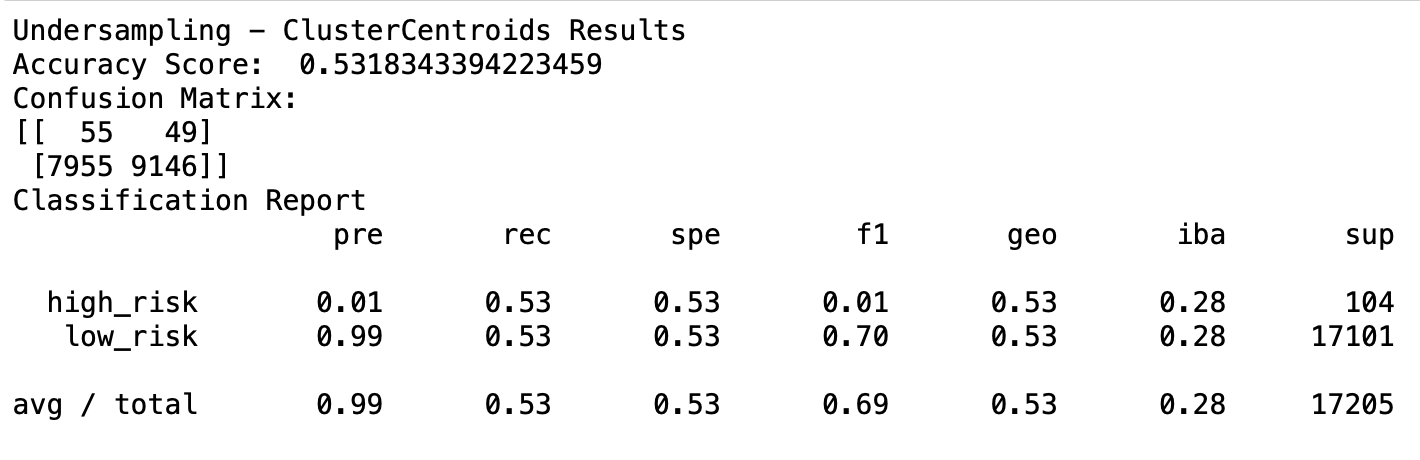 Undersampling - ClusterCentroids Results
Accuracy Score:  0.5318343394223459
Confusion Matrix:
[[  55   49]
 [7955 9146]]
Classification Report
                  pre       rec       spe        f1       geo       iba       sup

  high_risk       0.01      0.53      0.53      0.01      0.53      0.28       104
   low_risk       0.99      0.53      0.53      0.70      0.53      0.28     17101

avg / total       0.99      0.53      0.53      0.69      0.53      0.28     17205